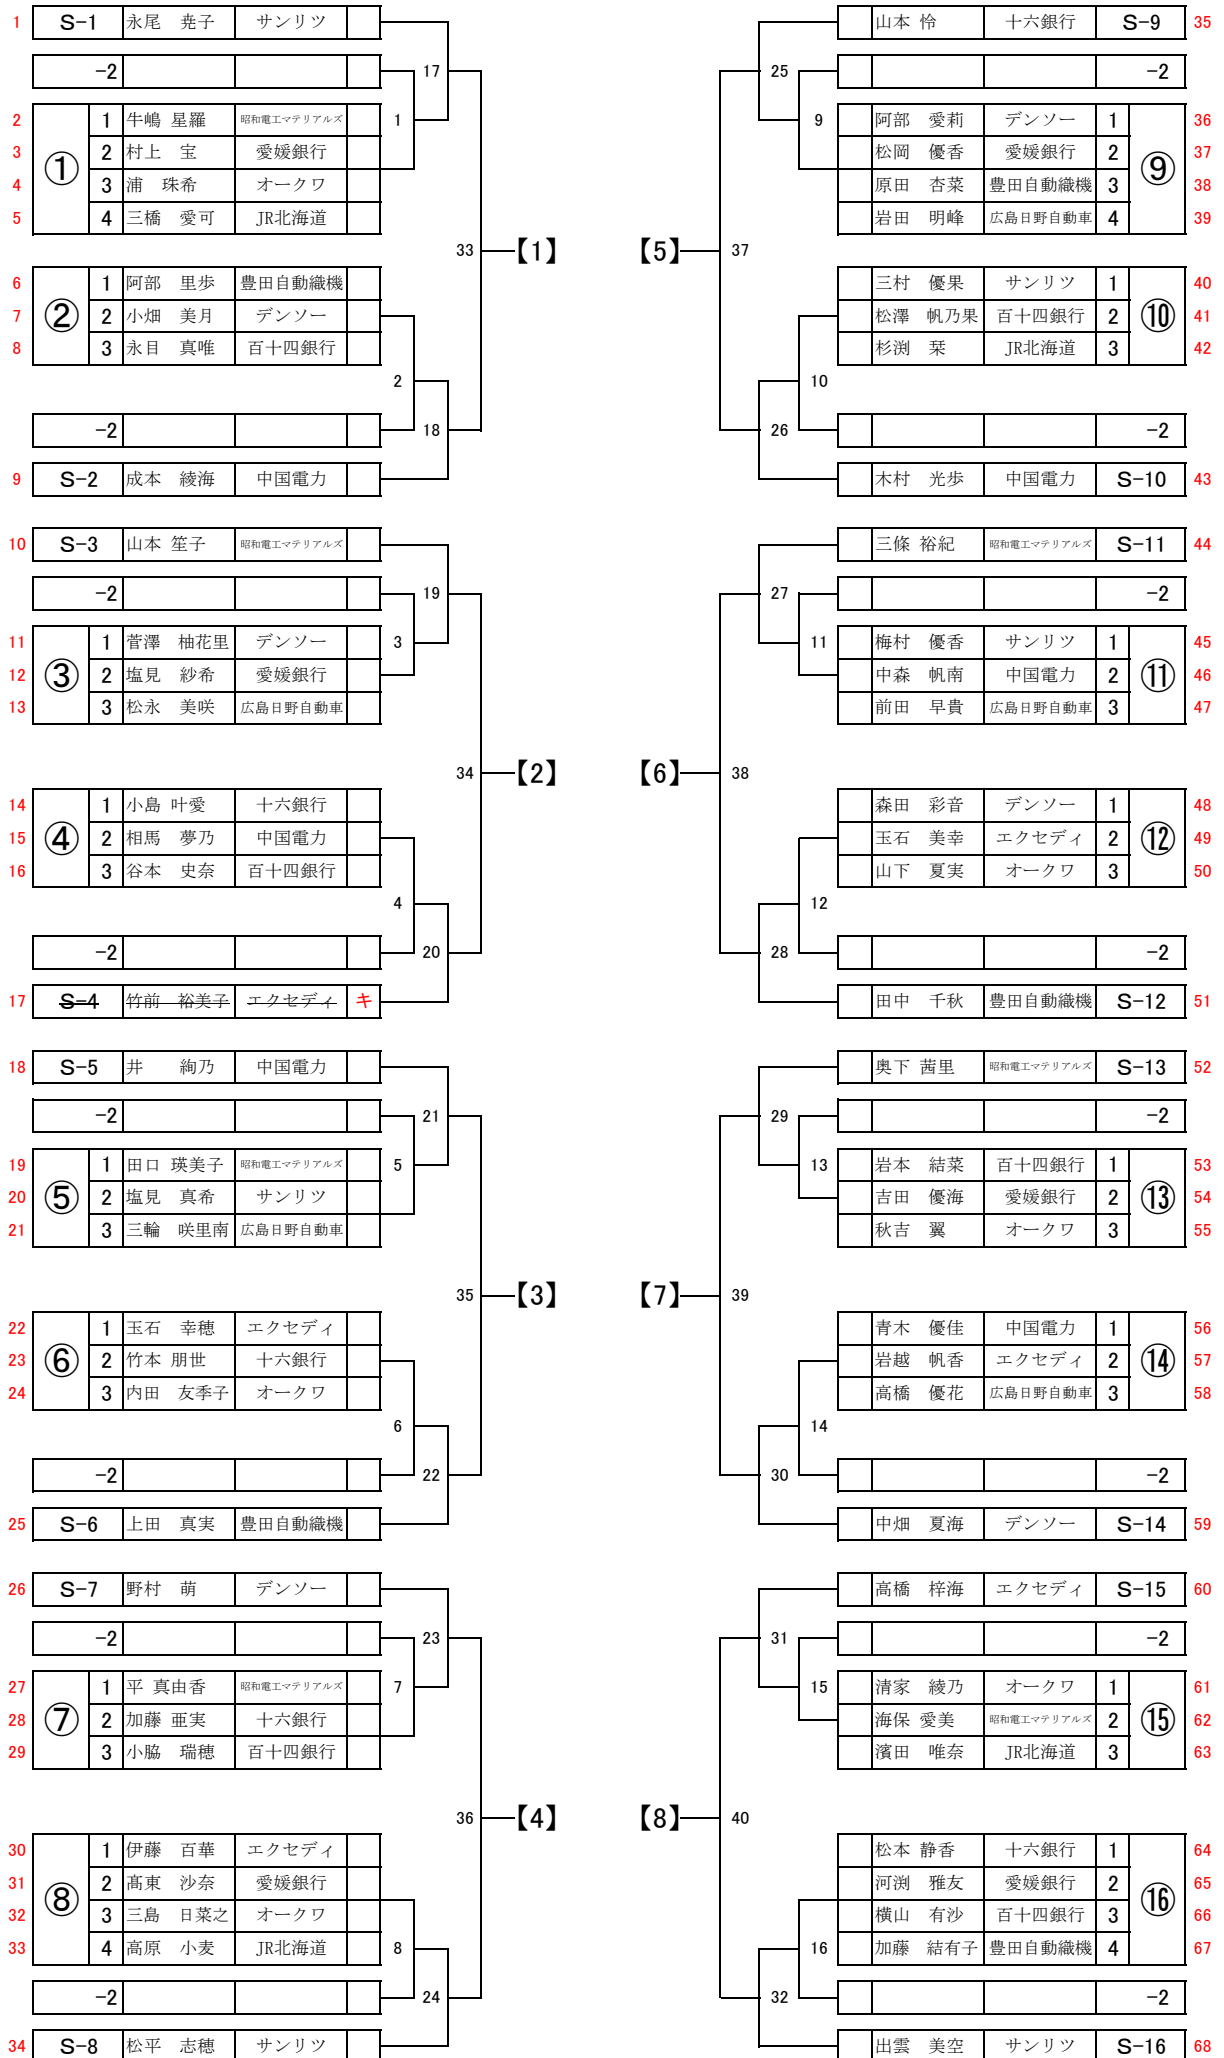 1 S-1 永尾 尭子 サンリツ
-2 17
2 1 牛嶋 星羅 昭和電工マテリアルズ 1
3 2 村上 宝 愛媛銀行
①
4 3 浦 珠希 オークワ
5 4 三橋 愛可 JR北海道
33 【1】
6 1 阿部 里歩 豊田自動織機
7 ② 2 小畑 美月 デンソー
8 3 永目 真唯 百十四銀行
2
-2 18
9 S-2 成本 綾海 中国電力
10 S-3 山本 笙子 昭和電工マテリアルズ
-2 19
11 1 菅澤 柚花里 デンソー 3
12 ③ 2 塩見 紗希 愛媛銀行
13 3 松永 美咲 広島日野自動車
34 【2】
14 1 小島 叶愛 十六銀行
15 ④ 2 相馬 夢乃 中国電力
16 3 谷本 史奈 百十四銀行
4
-2 20
17 S-4 竹前 裕美子 エクセディ キ
18 S-5 井 絢乃 中国電力
-2 21
19 1 田口 瑛美子 昭和電工マテリアルズ 5
20 ⑤ 2 塩見 真希 サンリツ
21 3 三輪 咲里南 広島日野自動車
35 【3】
22 1 玉石 幸穂 エクセディ
23 ⑥ 2 竹本 朋世 十六銀行
24 3 内田 友季子 オークワ
6
-2 22
25 S-6 上田 真実 豊田自動織機
26 S-7 野村 萌 デンソー
-2 23
27 1 平 真由香 昭和電工マテリアルズ 7
28 ⑦ 2 加藤 亜実 十六銀行
29 3 小脇 瑞穂 百十四銀行
36 【4】
30 1 伊藤 百華 エクセディ
31 2 髙東 沙奈 愛媛銀行
⑧
32 3 三島 日菜之 オークワ
33 4 高原 小麦 JR北海道 8
-2 24
34 S-8 松平 志穂 サンリツ
山本 怜 十六銀行 S-9 35
25 -2
9 阿部 愛莉 デンソー 1 36
松岡 優香 愛媛銀行 2 37
⑨
原田 杏菜 豊田自動織機 3 38
岩田 明峰 広島日野自動車 4 39
【5】 37
三村 優果 サンリツ 1 40
松澤 帆乃果 百十四銀行 2 ⑩ 41
杉渕 栞 JR北海道 3 42
10
26 -2
木村 光歩 中国電力 S-10 43
三條 裕紀 昭和電工マテリアルズ S-11 44
27 -2
11 梅村 優香 サンリツ 1 45
中森 帆南 中国電力 2 ⑪ 46
前田 早貴 広島日野自動車 3 47
【6】 38
森田 彩音 デンソー 1 48
玉石 美幸 エクセディ 2 ⑫ 49
山下 夏実 オークワ 3 50
12
28 -2
田中 千秋 豊田自動織機 S-12 51
奥下 茜里 昭和電工マテリアルズ S-13 52
29 -2
13 岩本 結菜 百十四銀行 1 53
吉田 優海 愛媛銀行 2 ⑬ 54
秋吉 翼 オークワ 3 55
【7】 39
青木 優佳 中国電力 1 56
岩越 帆香 エクセディ 2 ⑭ 57
高橋 優花 広島日野自動車 3 58
14
30 -2
中畑 夏海 デンソー S-14 59
高橋 梓海 エクセディ S-15 60
31 -2
15 清家 綾乃 オークワ 1 61
海保 愛美 昭和電工マテリアルズ 2 ⑮ 62
濱田 唯奈 JR北海道 3 63
【8】 40
松本 静香 十六銀行 1 64
河渕 雅友 愛媛銀行 2 65
⑯
横山 有沙 百十四銀行 3 66
16 加藤 結有子 豊田自動織機 4 67
32 -2
出雲 美空 サンリツ S-16 68